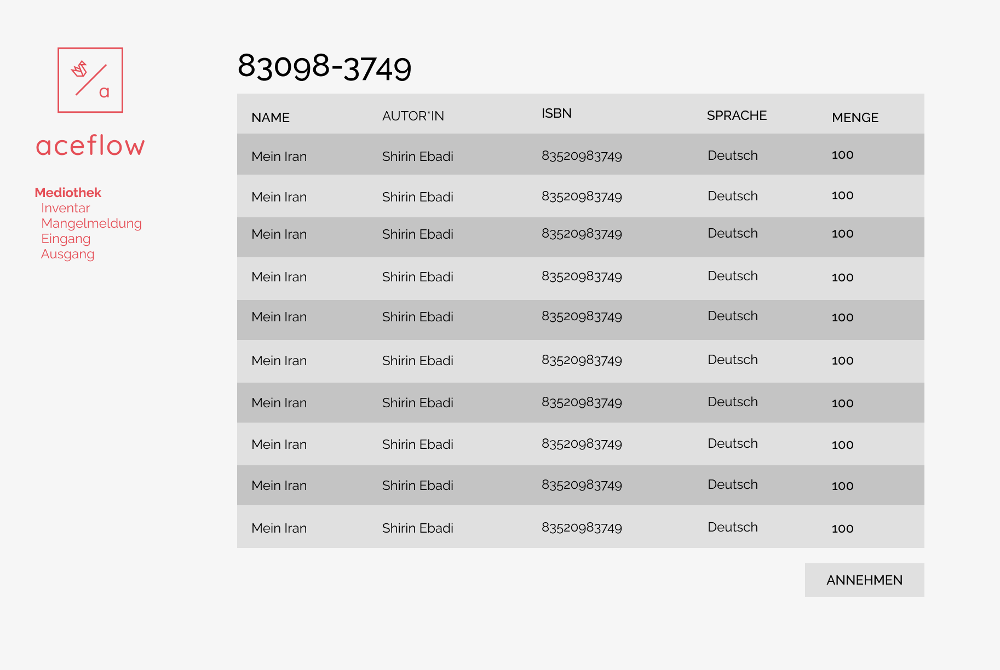 a
aceflow
Mediothek
Inventar
Mangelmeldung
Eingang
Ausgang
83098-3749
NAME AUTOR*IN ISBN SPRACHE MENGE
Mein Iran Shirin Ebadi 83520983749 Deutsch 100
Mein Iran Shirin Ebadi 83520983749 Deutsch 100
Mein Iran Shirin Ebadi 83520983749 Deutsch 100
Mein Iran Shirin Ebadi 83520983749 Deutsch 100
Mein Iran Shirin Ebadi 83520983749 Deutsch 100
Mein Iran Shirin Ebadi 83520983749 Deutsch 100
Mein Iran Shirin Ebadi 83520983749 Deutsch 100
Mein Iran Shirin Ebadi 83520983749 Deutsch 100
Mein Iran Shirin Ebadi 83520983749 Deutsch 100
Mein Iran Shirin Ebadi 83520983749 Deutsch 100
ANNEHMEN